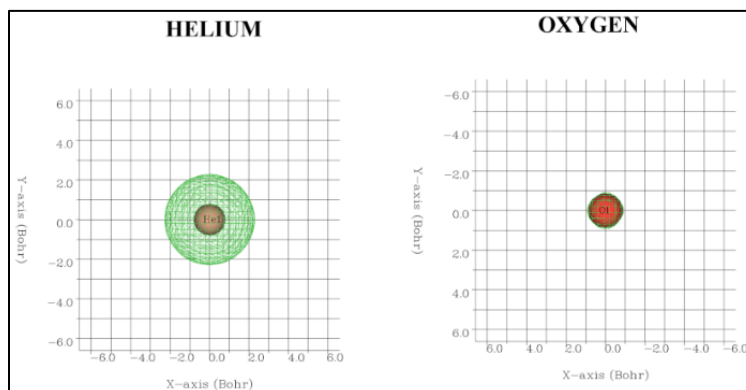 HELIUM
6.0
4.0
2.0
0.0
-2.0
-4.0
-6.0
Y-axis (Bohr)
He1
-6.0 -4.0 -2.0 0.0 2.0 4.0 6.0
X-axis (Bohr)
OXYGEN
-6.0
-4.0
-2.0
0.0
2.0
4.0
6.0
Y-axis (Bohr)
O1
6.0 4.0 2.0 0.0 -2.0 -4.0 -6.0
X-axis (Bohr)